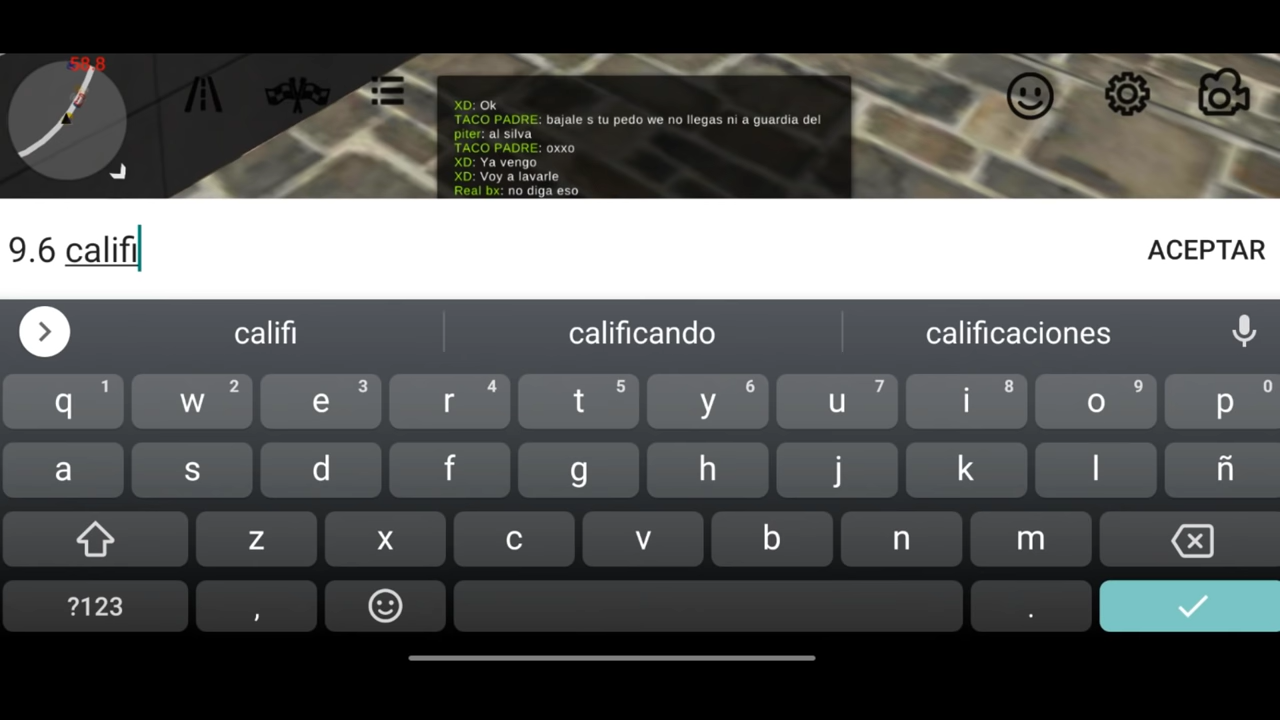 58.8
XD: Ok
TACO PADRE: bajale s tu pedo we no llegas ni a guardia del
piter: al silva
TACO PADRE: oxxo
XD: Ya vengo
XD: Voy a lavarle
Real bx: no diga eso
9.6 califi
ACEPTAR
califi calificando calificaciones
q 1 w 2 e 3 r 4 t 5 y 6 u 7 i 8 o 9 p 0
a s d f g h j k l ñ
z x c v b n m
?123 , .